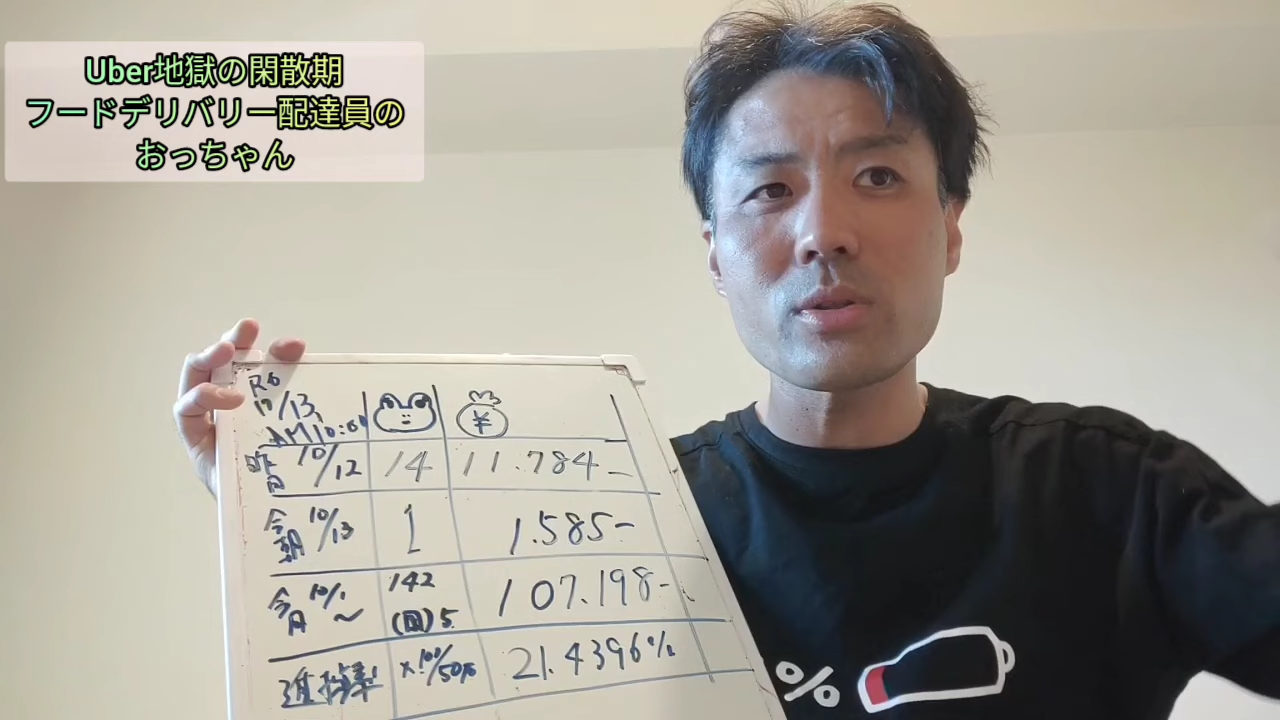 Uber地獄の閑散期
フードデリバリー配達員の
おっちゃん
R6
10/13
AM10:50
¥
昨日 10/12 14 11.784-
今朝 10/13 1 1.585-
今月 10/1~ 142 (回)5. 107.198-
進捗率 × 100/50万 21.4396%
%